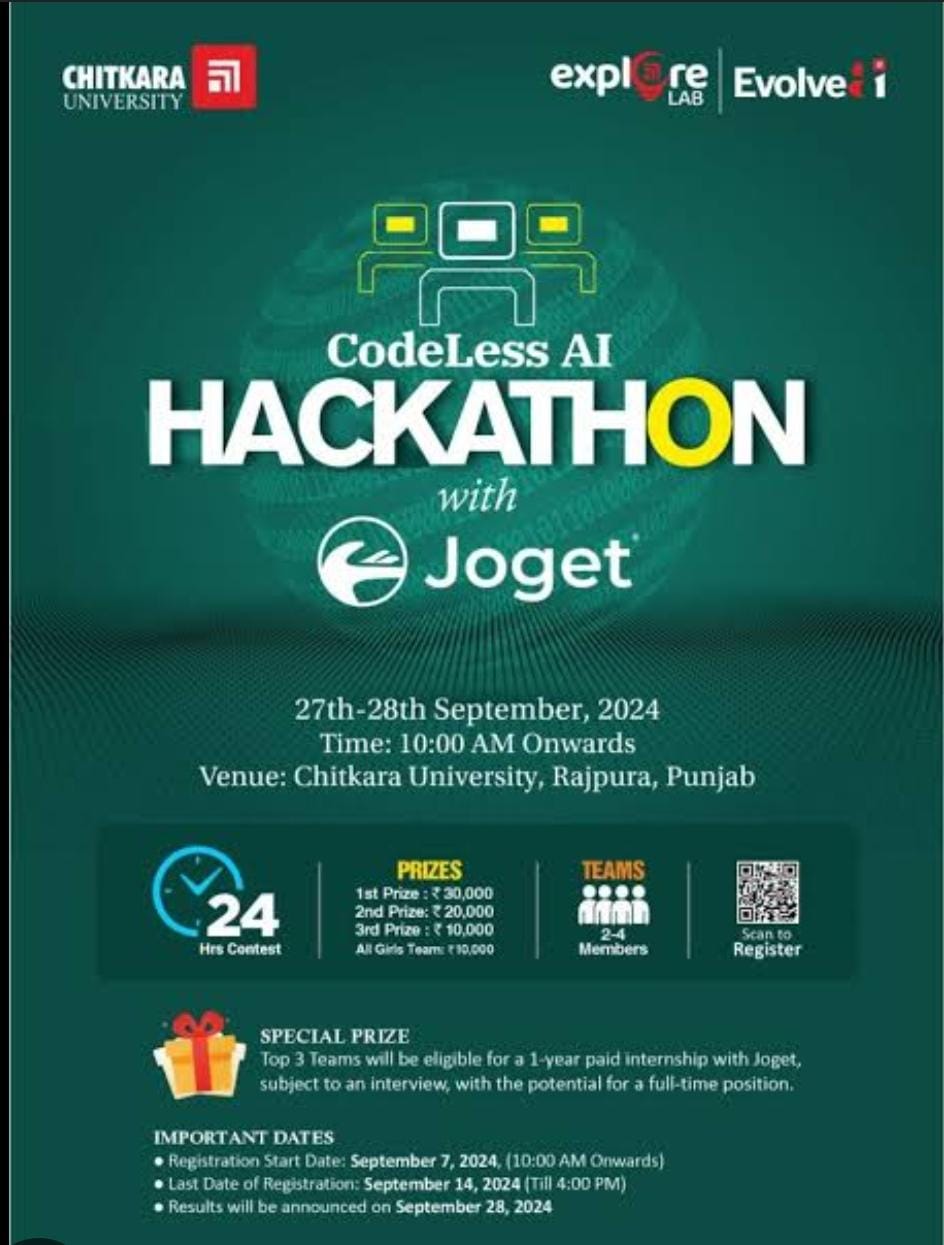 CHITKARA
UNIVERSITY
explore
LAB
Evolve
CodeLess AI
HACKATHON
with
Joget
27th-28th September, 2024
Time: 10:00 AM Onwards
Venue: Chitkara University, Rajpura, Punjab
24
Hrs Contest
PRIZES
1st Prize : ₹ 30,000
2nd Prize: ₹ 20,000
3rd Prize : ₹ 10,000
All Girls Team: ₹10,000
TEAMS
2-4
Members
Scan to
Register
SPECIAL PRIZE
Top 3 Teams will be eligible for a 1-year paid internship with Joget,
subject to an interview, with the potential for a full-time position.
IMPORTANT DATES
● Registration Start Date: September 7, 2024, (10:00 AM Onwards)
● Last Date of Registration: September 14, 2024 (Till 4:00 PM)
● Results will be announced on September 28, 2024